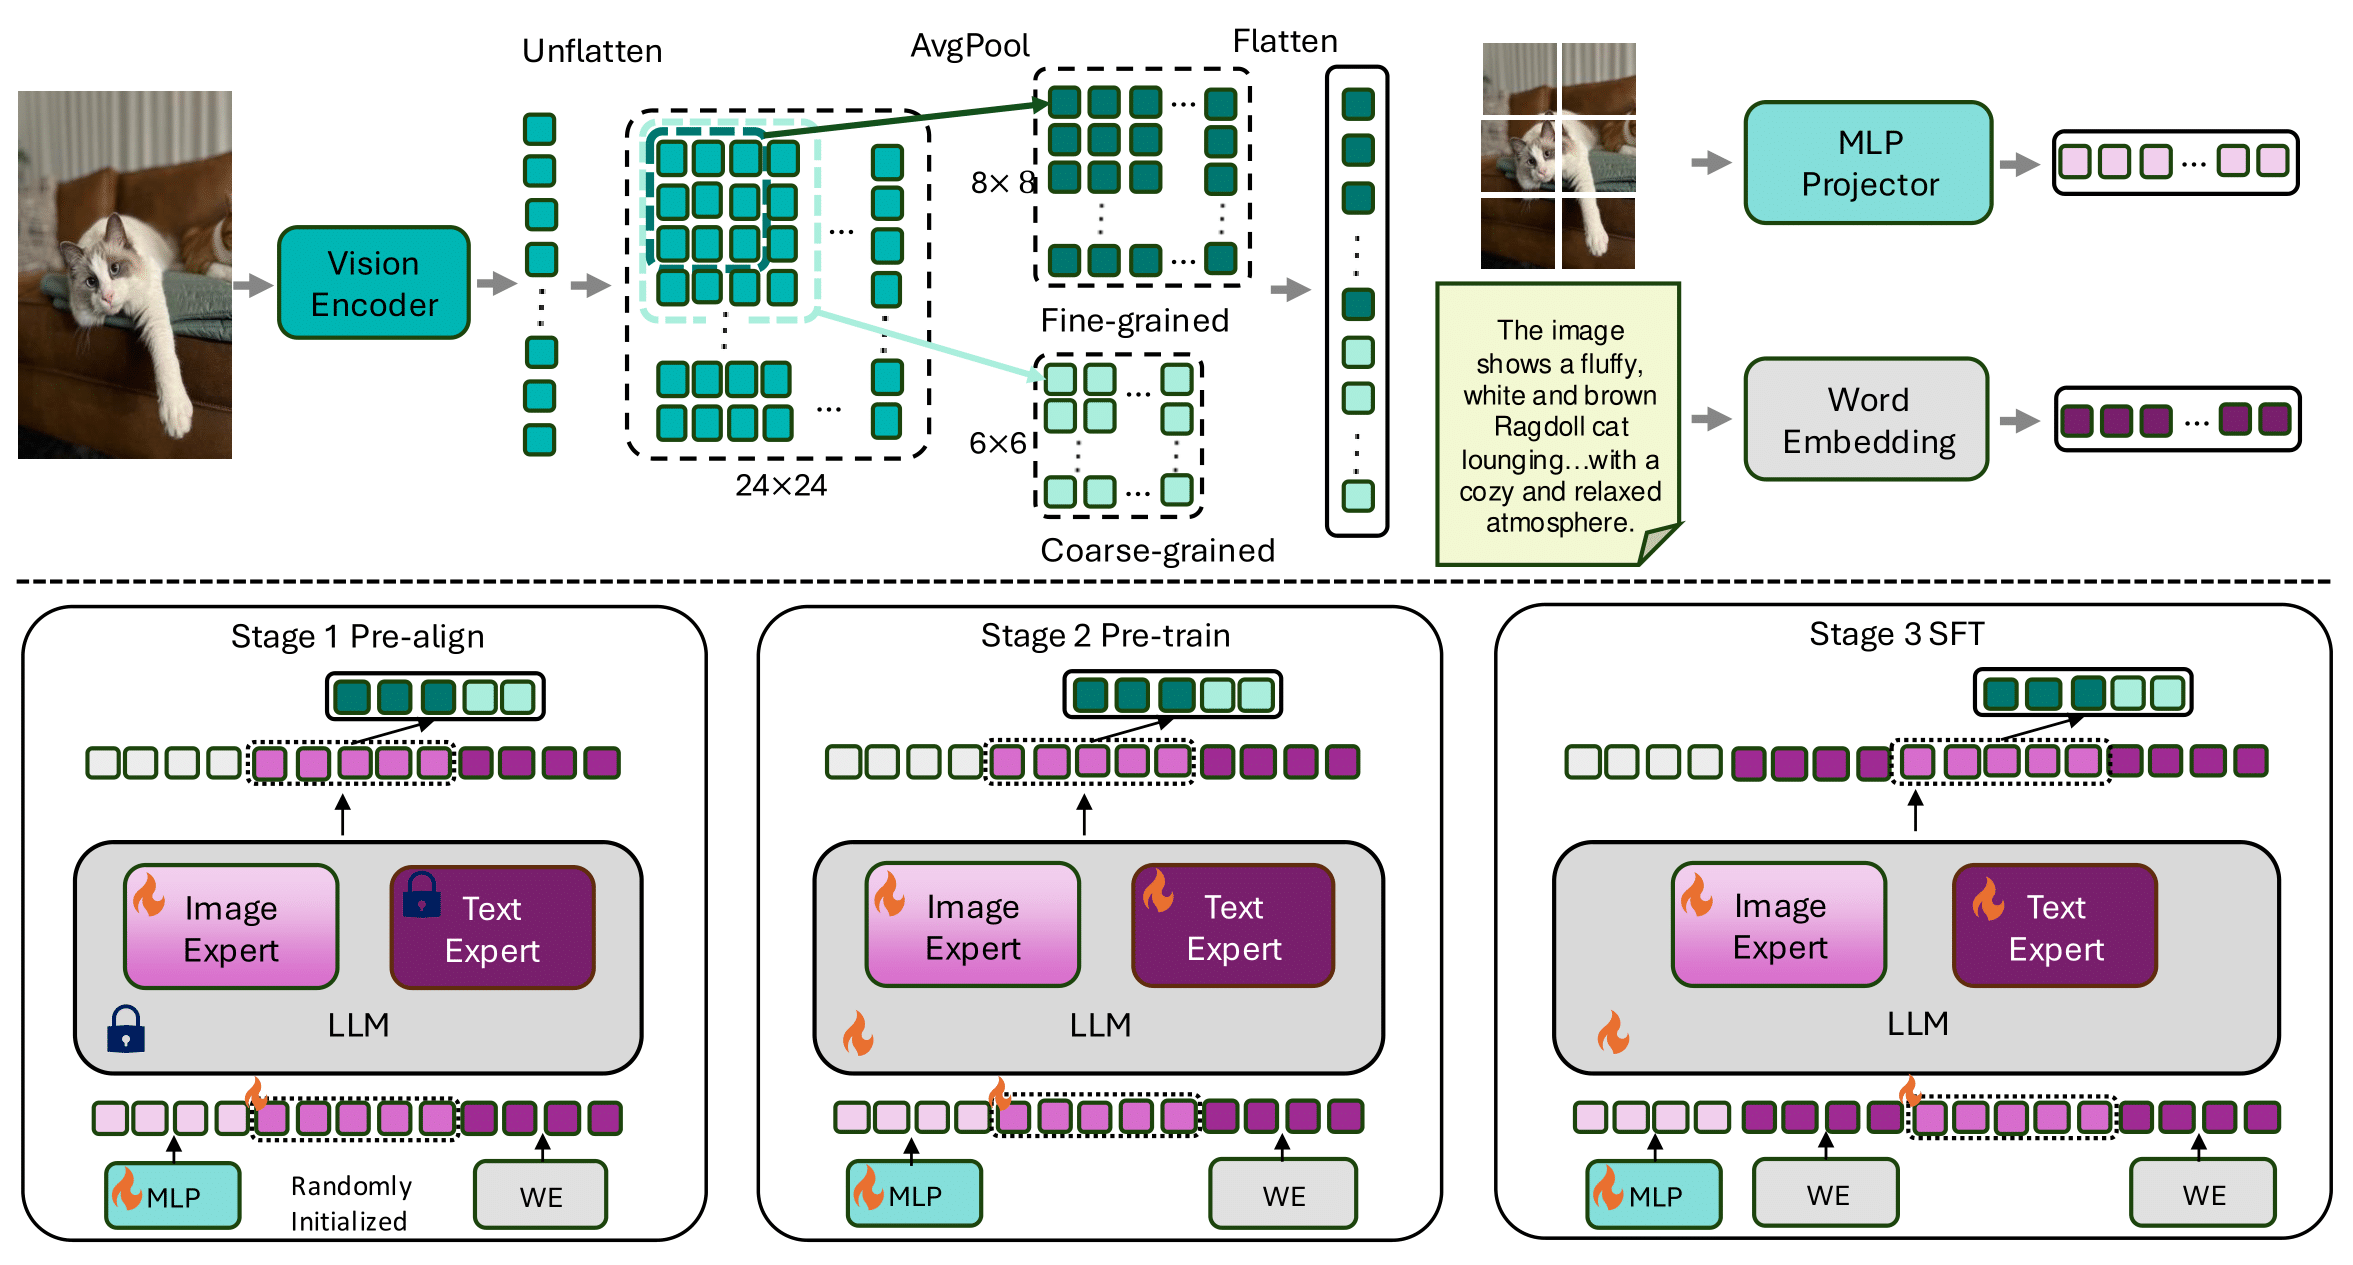 Unflatten
AvgPool
Flatten
Vision
Encoder
24×24
8× 8
Fine-grained
6×6
Coarse-grained
MLP
Projector
The image
shows a fluffy,
white and brown
Ragdoll cat
lounging...with a
cozy and relaxed
atmosphere.
Word
Embedding
Stage 1 Pre-align
Image
Expert
Text
Expert
LLM
MLP
Randomly
Initialized
WE
Stage 2 Pre-train
Image
Expert
Text
Expert
LLM
MLP
WE
Stage 3 SFT
Image
Expert
Text
Expert
LLM
MLP
WE
WE